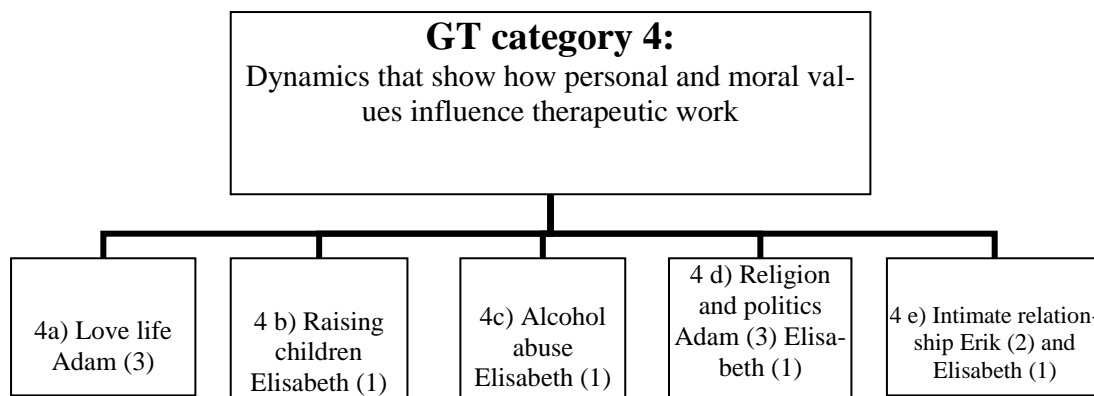 GT category 4:
Dynamics that show how personal and moral val-
ues influence therapeutic work
4a) Love life
Adam (3)
4 b) Raising
children
Elisabeth (1)
4c) Alcohol
abuse
Elisabeth (1)
4 d) Religion
and politics
Adam (3) Elisa-
beth (1)
4 e) Intimate relation-
ship Erik (2) and
Elisabeth (1)